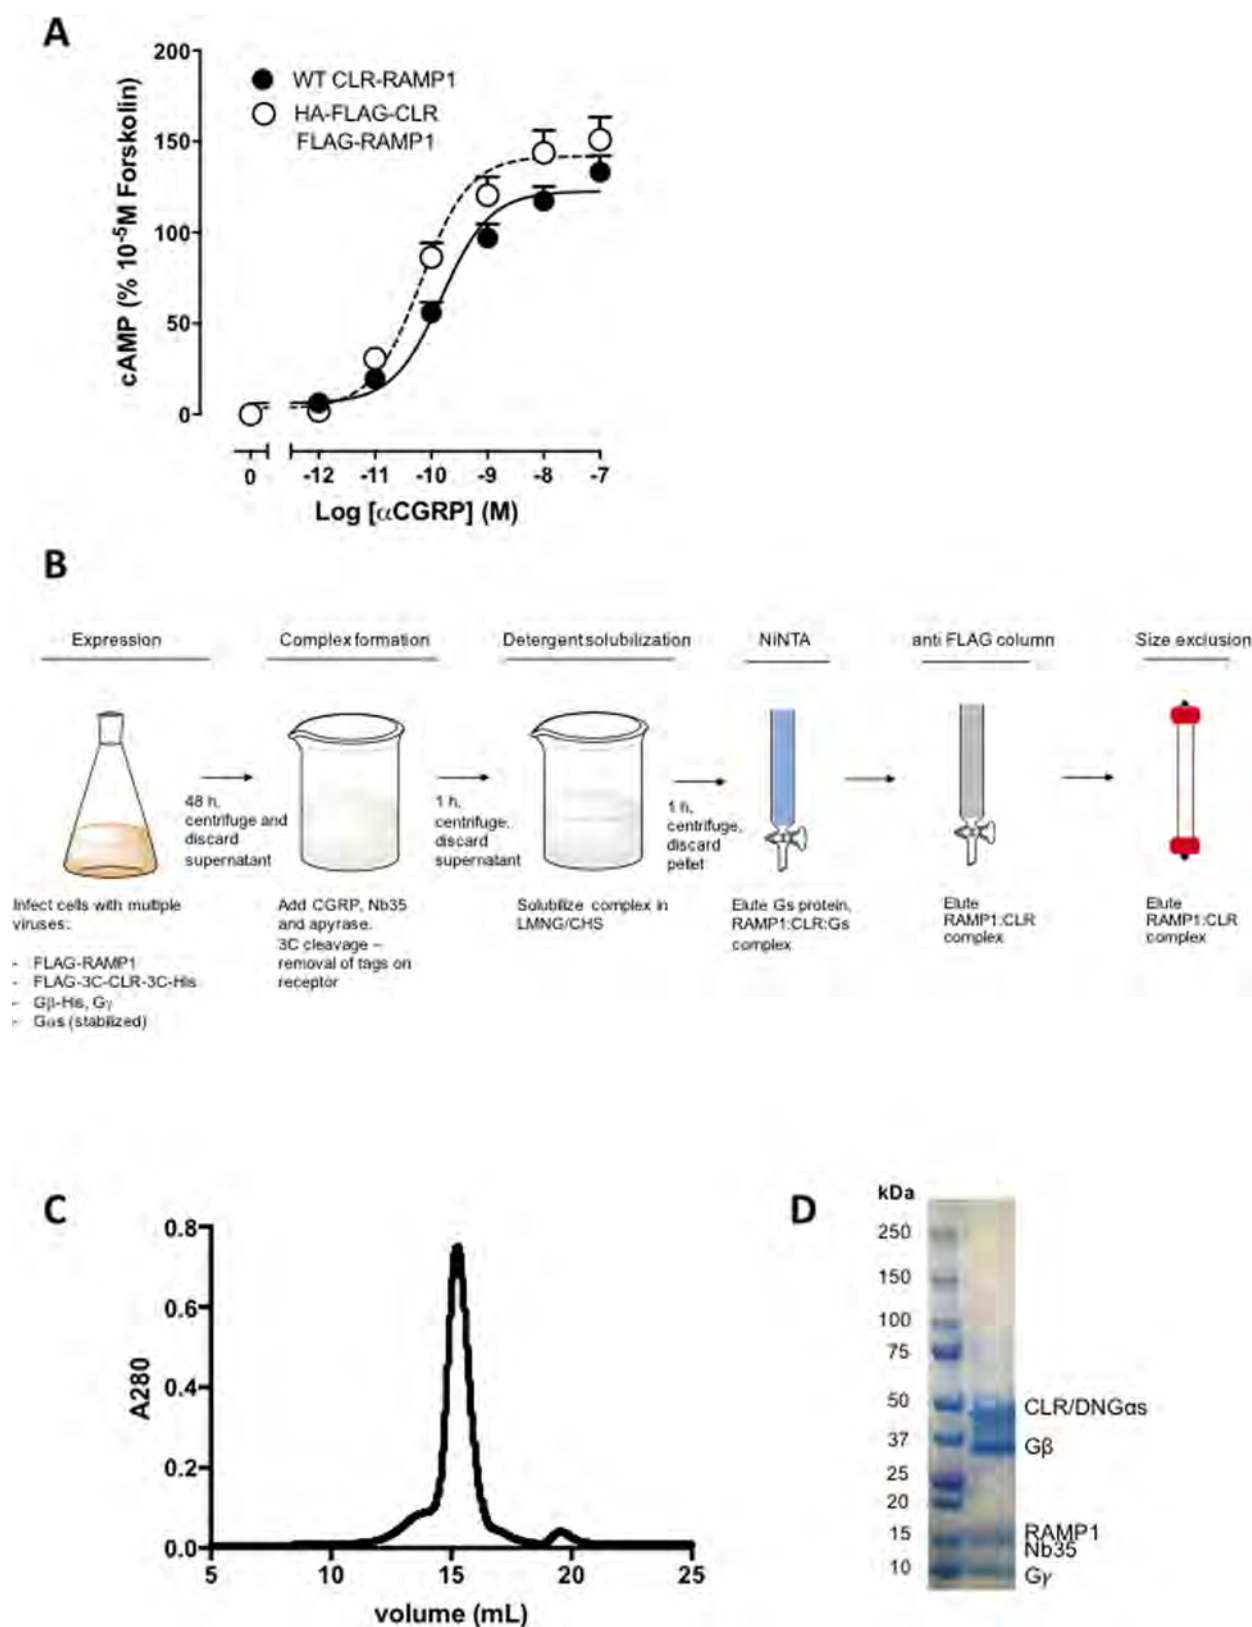 A
200
150
100
50
0
cAMP (% 10⁻⁵M Forskolin)
WT CLR-RAMP1
HA-FLAG-CLR
FLAG-RAMP1
0 -12 -11 -10 -9 -8 -7
Log [αCGRP] (M)
B
Expression
Complex formation
Detergent solubilization
NiNTA
anti FLAG column
Size exclusion
48 h,
centrifuge and
discard
supernatant
1 h,
centrifuge,
discard
supernatant
1 h,
centrifuge,
discard
pellet
Infect cells with multiple
viruses:
- FLAG-RAMP1
- FLAG-3C-CLR-3C-His
- Gβ-His, Gγ
- Gαs (stabilized)
Add CGRP, Nb35
and apyrase.
3C cleavage –
removal of tags on
receptor
Solubilize complex in
LMNG/CHS
Elute Gs protein,
RAMP1:CLR:Gs
complex
Elute
RAMP1:CLR
complex
Elute
RAMP1:CLR
complex
C
0.8
0.6
0.4
0.2
0.0
A280
5 10 15 20 25
volume (mL)
D
kDa
250
150
100
75
50
37
25
20
15
10
CLR/DNGαs
Gβ
RAMP1
Nb35
Gγ